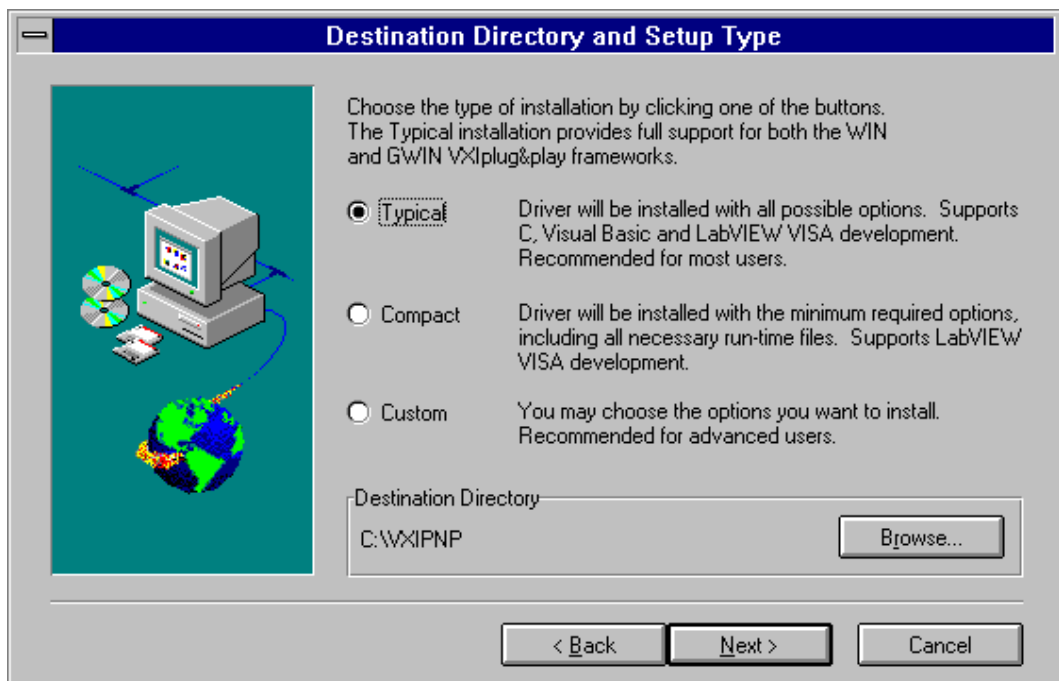 Destination Directory and Setup Type
Choose the type of installation by clicking one of the buttons.
The Typical installation provides full support for both the WIN
and GWIN VXIplug&play frameworks.
Typical
Driver will be installed with all possible options.  Supports
C, Visual Basic and LabVIEW VISA development.
Recommended for most users.
Compact
Driver will be installed with the minimum required options,
including all necessary run-time files.  Supports LabVIEW
VISA development.
Custom
You may choose the options you want to install.
Recommended for advanced users.
Destination Directory
C:\VXIPNP
Browse...
< Back
Next >
Cancel